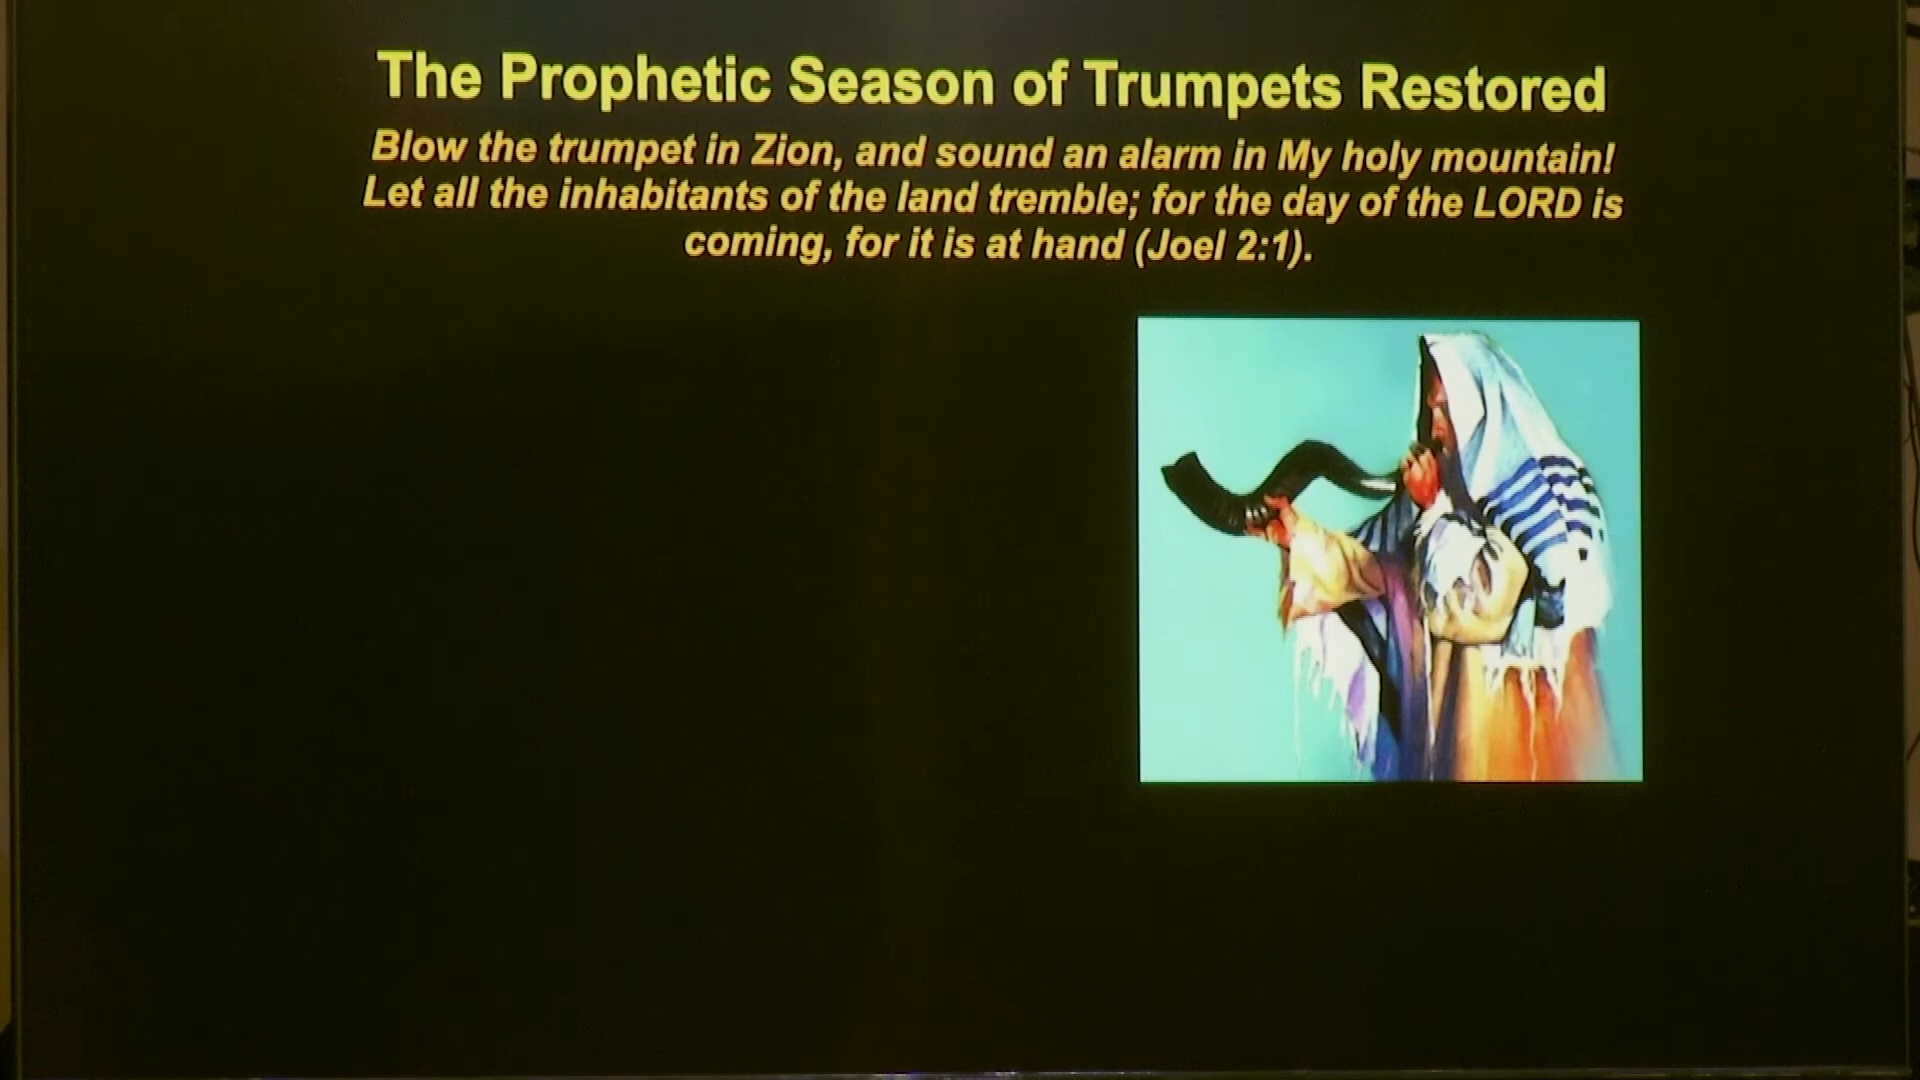 The Prophetic Season of Trumpets Restored
Blow the trumpet in Zion, and sound an alarm in My holy mountain!
Let all the inhabitants of the land tremble; for the day of the LORD is
coming, for it is at hand (Joel 2:1).